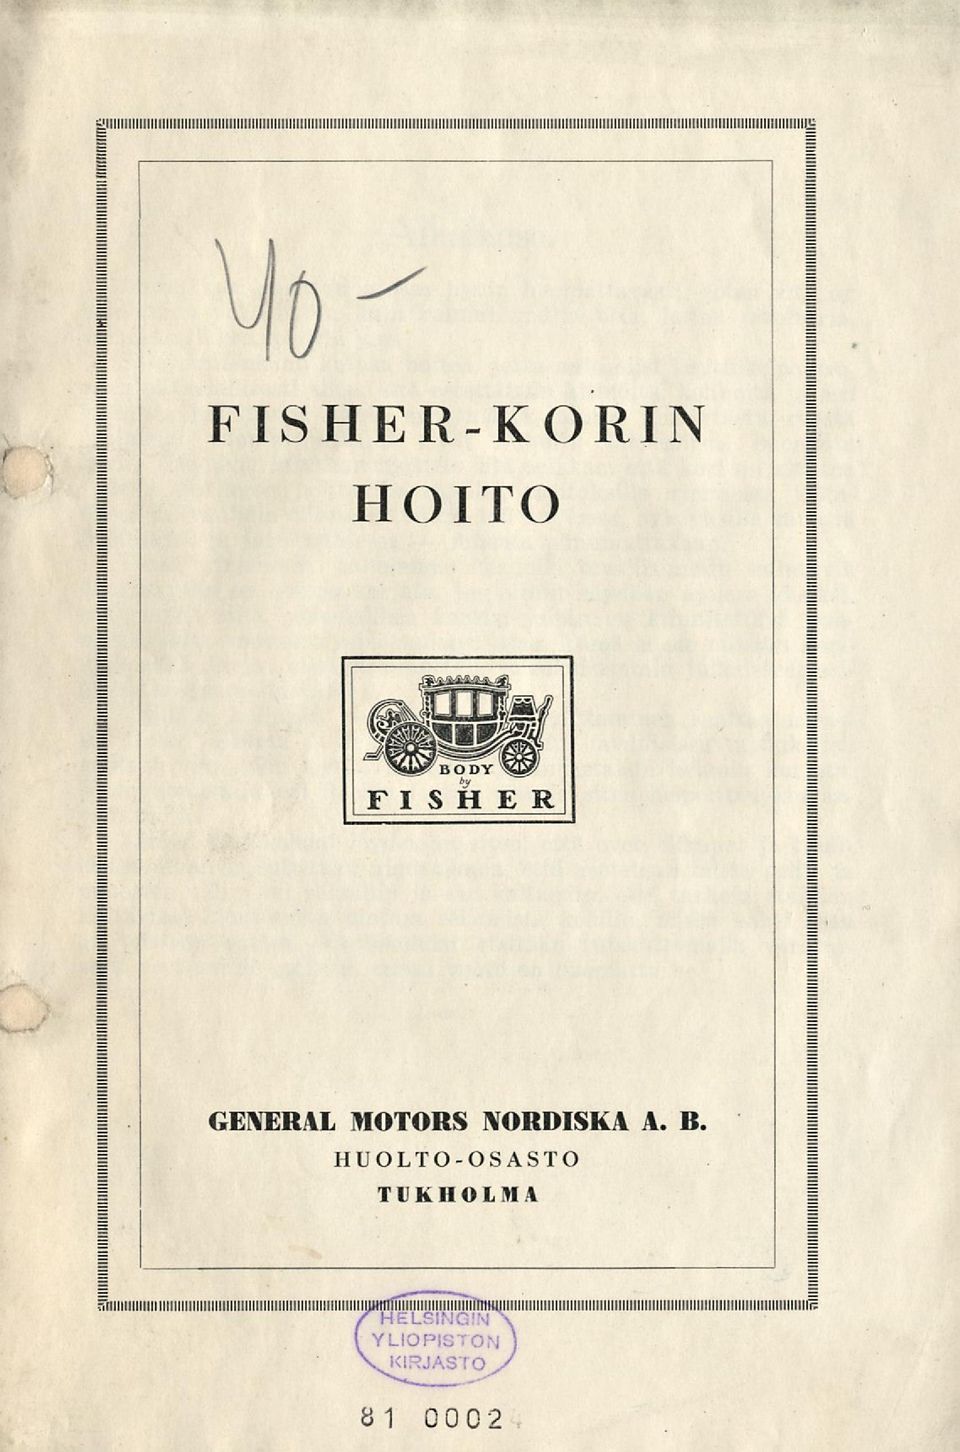 40 -
FISHER-KORIN
HOITO
BODY
by
FISHER
GENERAL MOTORS NORDISKA A. B.
HUOLTO-OSASTO
TUKHOLMA
HELSINGIN
YLIOPISTON
KIRJASTO
81 0002